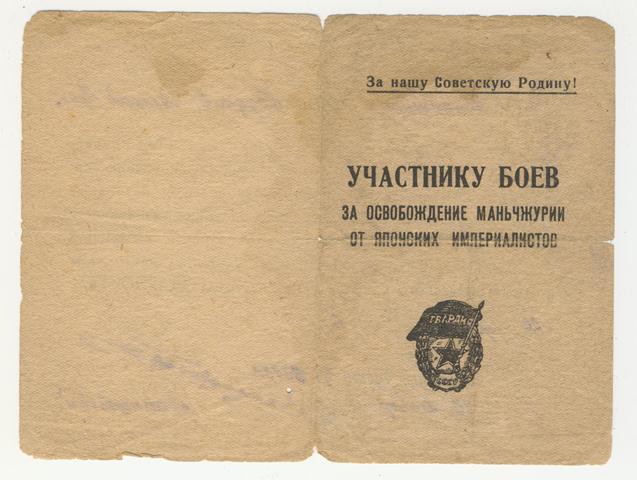 За нашу Советскую Родину!
УЧАСТНИКУ БОЕВ
ЗА ОСВОБОЖДЕНИЕ МАНЬЧЖУРИИ
ОТ ЯПОНСКИХ ИМПЕРИАЛИСТОВ
ГВАРДИЯ
СССР